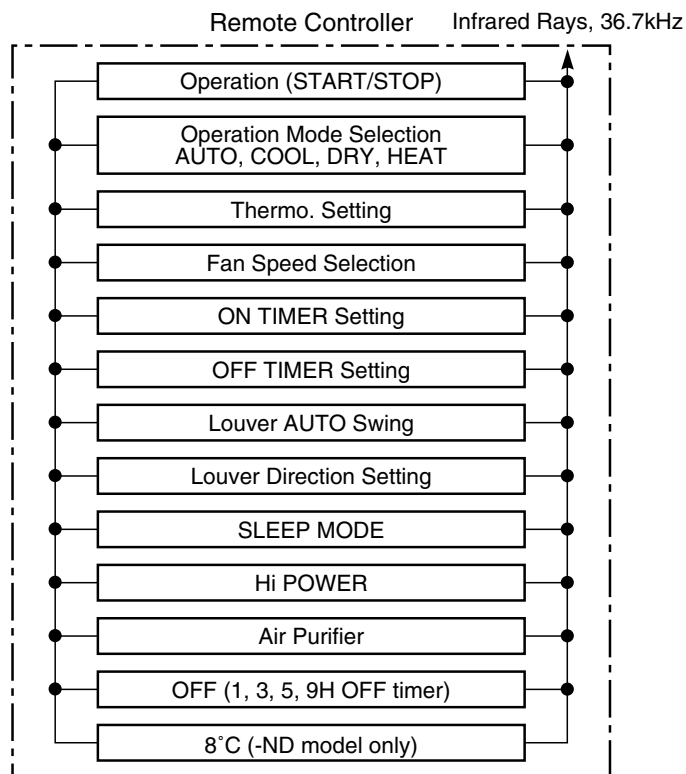 Remote Controller
Infrared Rays, 36.7kHz
Operation (START/STOP)
Operation Mode Selection
AUTO, COOL, DRY, HEAT
Thermo. Setting
Fan Speed Selection
ON TIMER Setting
OFF TIMER Setting
Louver AUTO Swing
Louver Direction Setting
SLEEP MODE
Hi POWER
Air Purifier
OFF (1, 3, 5, 9H OFF timer)
8˚C (-ND model only)